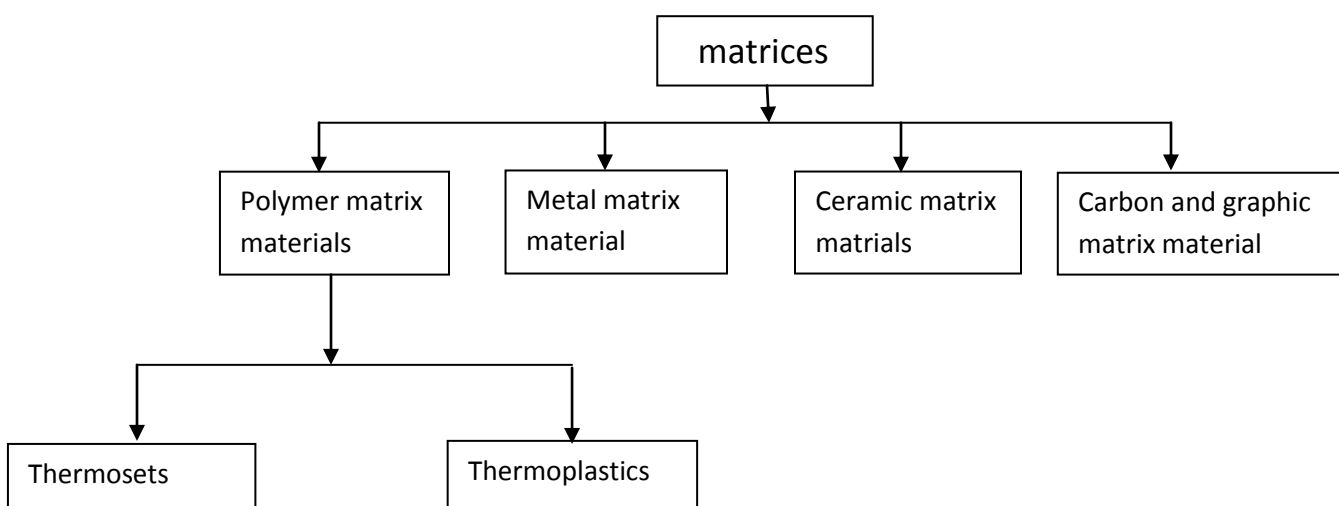 matrices
Polymer matrix
materials
Metal matrix
material
Ceramic matrix
matrials
Carbon and graphic
matrix material
Thermosets
Thermoplastics